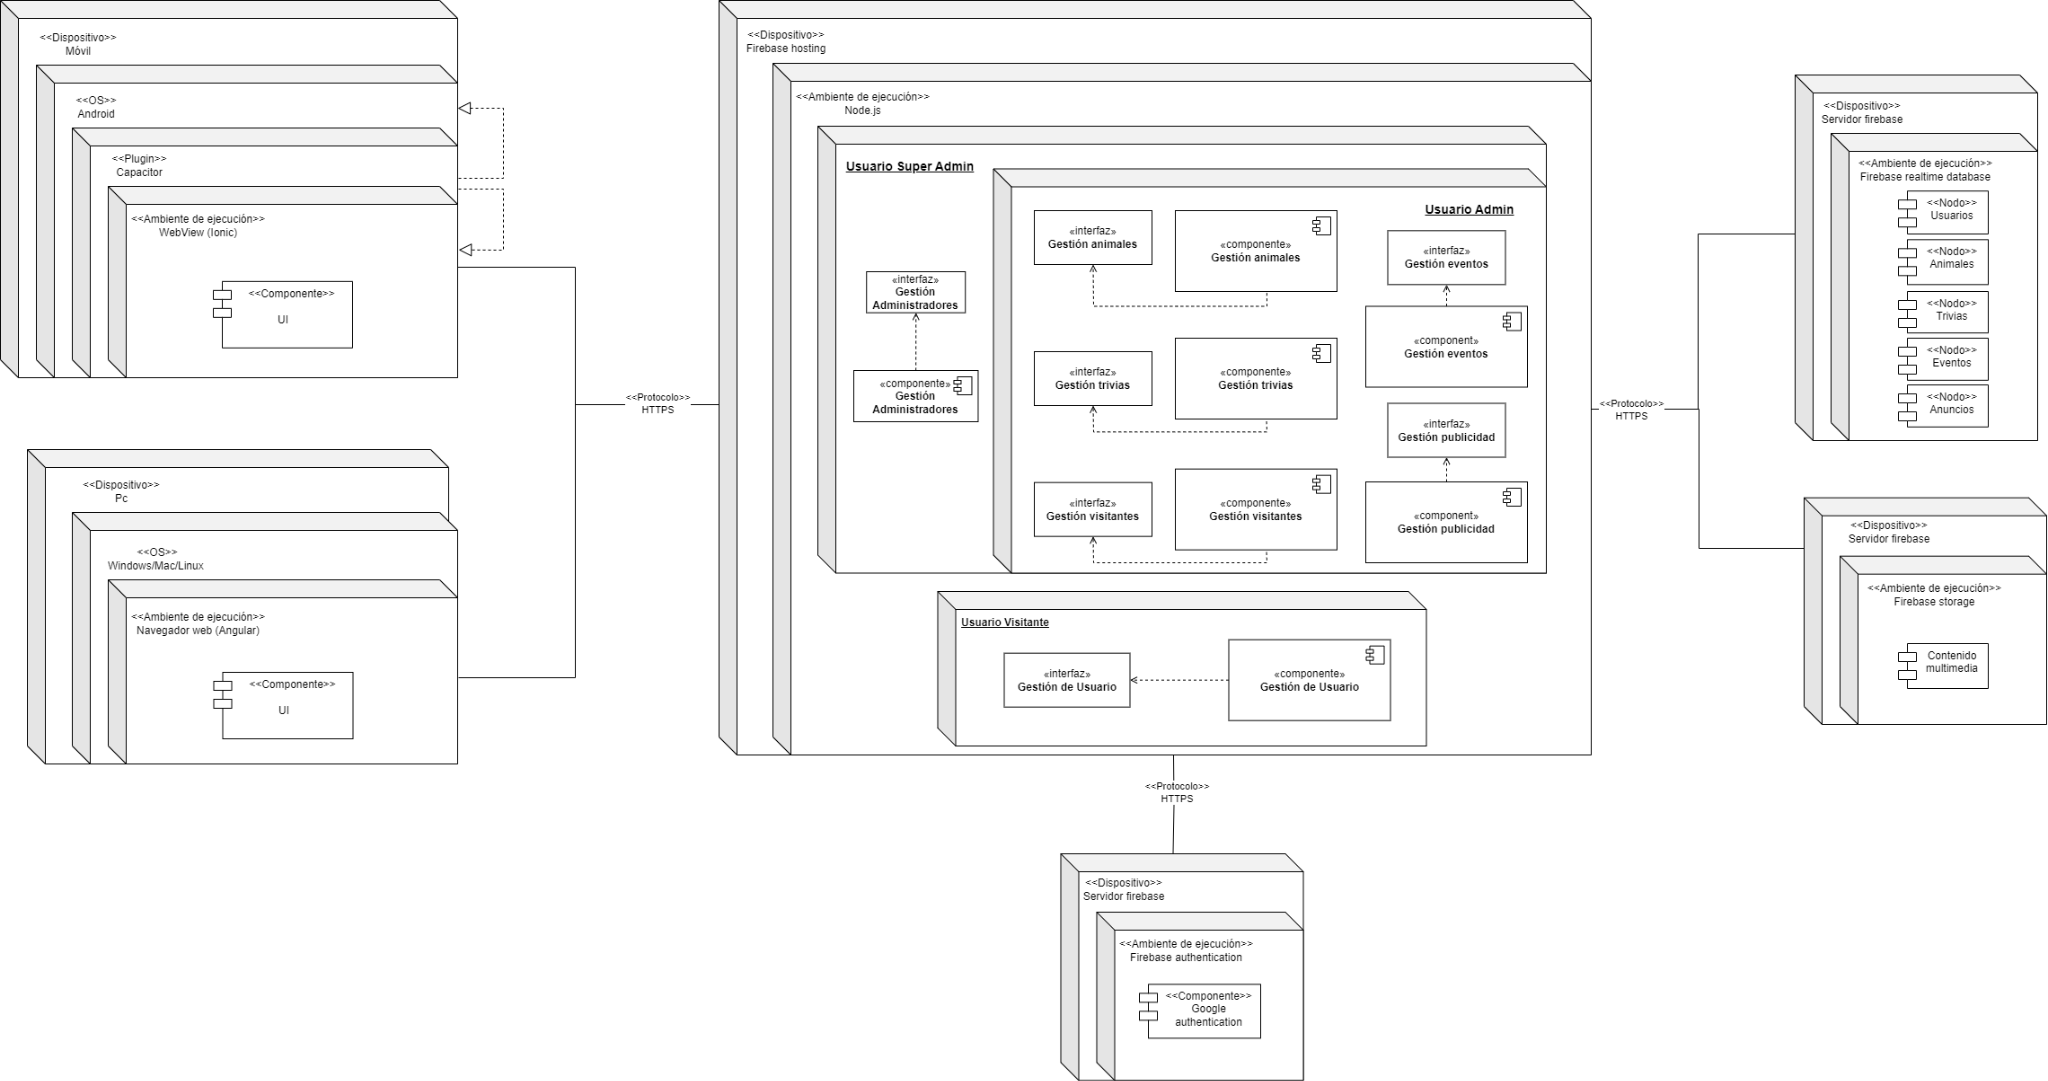 <<Dispositivo>>
Móvil
<<OS>>
Android
<<Plugin>>
Capacitor
<<Ambiente de ejecución>>
WebView (Ionic)
<<Componente>>
UI
<<Dispositivo>>
Pc
<<OS>>
Windows/Mac/Linux
<<Ambiente de ejecución>>
Navegador web (Angular)
<<Componente>>
UI
<<Protocolo>>
HTTPS
<<Dispositivo>>
Firebase hosting
<<Ambiente de ejecución>>
Node.js
Usuario Super Admin
«interfaz»
Gestión
Administradores
«componente»
Gestión
Administradores
Usuario Admin
«interfaz»
Gestión animales
«componente»
Gestión animales
«interfaz»
Gestión eventos
«component»
Gestión eventos
«interfaz»
Gestión trivias
«componente»
Gestión trivias
«interfaz»
Gestión publicidad
«component»
Gestión publicidad
«interfaz»
Gestión visitantes
«componente»
Gestión visitantes
Usuario Visitante
«interfaz»
Gestión de Usuario
«componente»
Gestión de Usuario
<<Protocolo>>
HTTPS
<<Dispositivo>>
Servidor firebase
<<Ambiente de ejecución>>
Firebase authentication
<<Componente>>
Google
authentication
<<Protocolo>>
HTTPS
<<Dispositivo>>
Servidor firebase
<<Ambiente de ejecución>>
Firebase realtime database
<<Nodo>>
Usuarios
<<Nodo>>
Animales
<<Nodo>>
Trivias
<<Nodo>>
Eventos
<<Nodo>>
Anuncios
<<Dispositivo>>
Servidor firebase
<<Ambiente de ejecución>>
Firebase storage
Contenido
multimedia